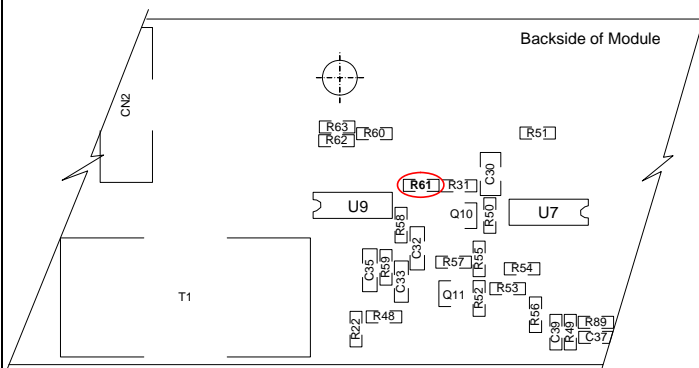 Backside of Module
CN2
R63
R60
R62
R51
R61
R31
C30
U9
R58
Q10
R50
U7
C32
C35
R59
C33
R57
R55
R54
T1
Q11
R52
R53
R56
R22
R48
C39
R49
R89
C37